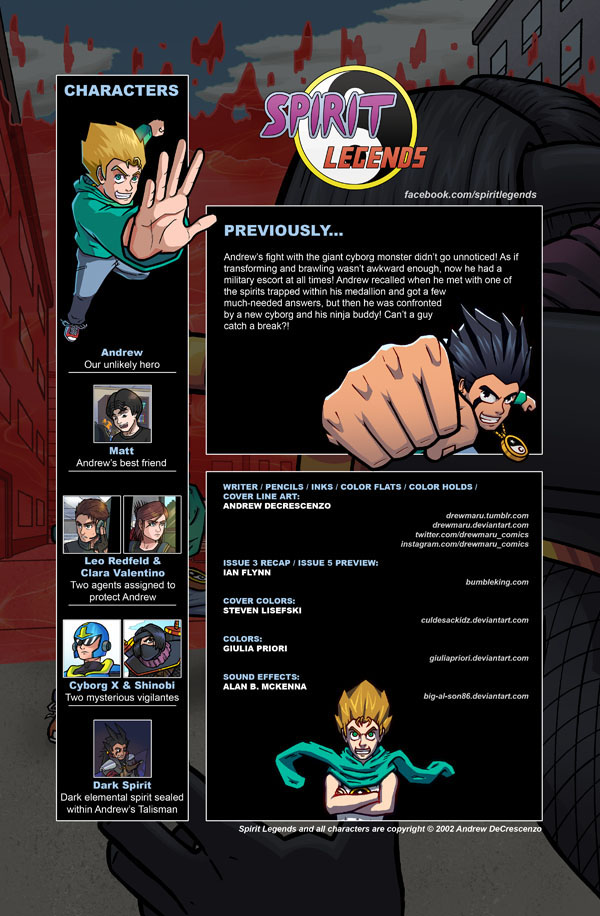 CHARACTERS
Andrew
Our unlikely hero
Matt
Andrew's best friend
Leo Redfeld &
Clara Valentino
Two agents assigned to
protect Andrew
Cyborg X & Shinobi
Two mysterious vigilantes
Dark Spirit
Dark elemental spirit sealed
within Andrew's Talisman
SPIRIT
LEGENDS
facebook.com/spiritlegends
PREVIOUSLY...
Andrew's fight with the giant cyborg monster didn't go unnoticed! As if
transforming and brawling wasn't awkward enough, now he had a
military escort at all times! Andrew recalled when he met with one of
the spirits trapped within his medallion and got a few
much-needed answers, but then he was confronted
by a new cyborg and his ninja buddy! Can't a guy
catch a break?!
WRITER / PENCILS / INKS / COLOR FLATS / COLOR HOLDS /
COVER LINE ART:
ANDREW DECRESCENZO
drewmaru.tumblr.com
drewmaru.deviantart.com
twitter.com/drewmaru_comics
instagram.com/drewmaru_comics
ISSUE 3 RECAP / ISSUE 5 PREVIEW:
IAN FLYNN
bumbleking.com
COVER COLORS:
STEVEN LISEFSKI
culdesackidz.deviantart.com
COLORS:
GIULIA PRIORI
giuliapriori.deviantart.com
SOUND EFFECTS:
ALAN B. MCKENNA
big-al-son86.deviantart.com
Spirit Legends and all characters are copyright © 2002 Andrew DeCrescenzo